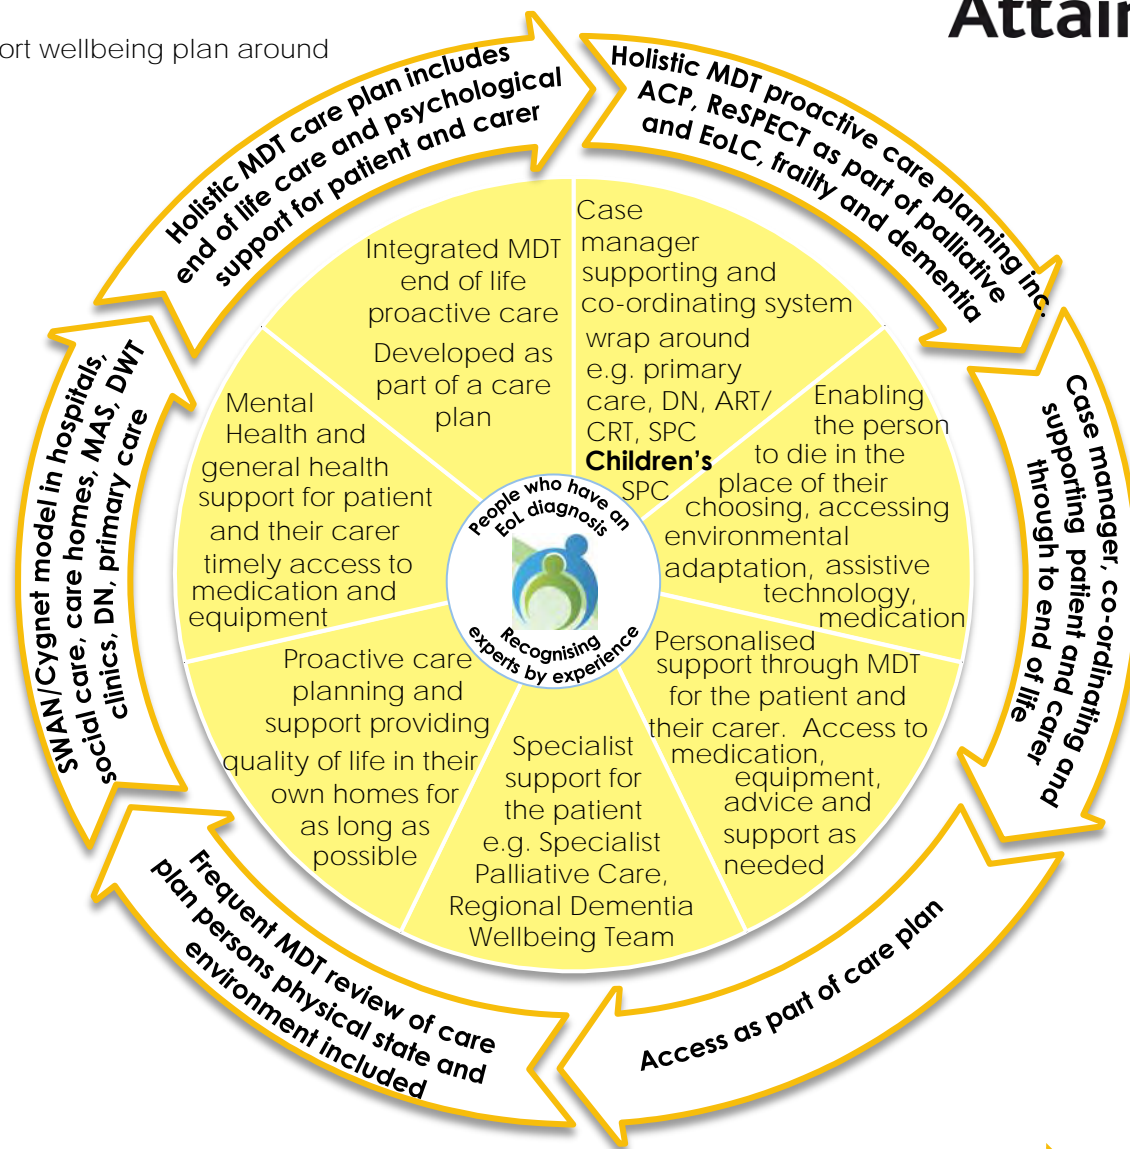 Attain
ort wellbeing plan around
Holistic MDT care plan includes
end of life care and psychological
support for patient and carer
Holistic MDT proactive care planning inc.
ACP, ReSPECT as part of palliative
and EoLC, frailty and dementia
Case manager, co-ordinating and
supporting patient and carer
through to end of life
Access as part of care plan
Frequent MDT review of care
plan persons physical state and
environment included
SWAN/Cygnet model in hospitals,
social care, care homes, MAS, DWT
clinics, DN, primary care
Integrated MDT
end of life
proactive care
Developed as
part of a care
plan
Case
manager
supporting and
co-ordinating system
wrap around
e.g. primary
care, DN, ART/
CRT, SPC
Children's
SPC
Enabling
the person
to die in the
place of their
choosing, accessing
environmental
adaptation, assistive
technology,
medication
Personalised
support through MDT
for the patient and
their carer. Access to
medication,
equipment,
advice and
support as
needed
Specialist
support for
the patient
e.g. Specialist
Palliative Care,
Regional Dementia
Wellbeing Team
Proactive care
planning and
support providing
quality of life in their
own homes for
as long as
possible
Mental
Health and
general health
support for patient
and their carer
timely access to
medication and
equipment
People who have an
EoL diagnosis
Recognising
experts by experience